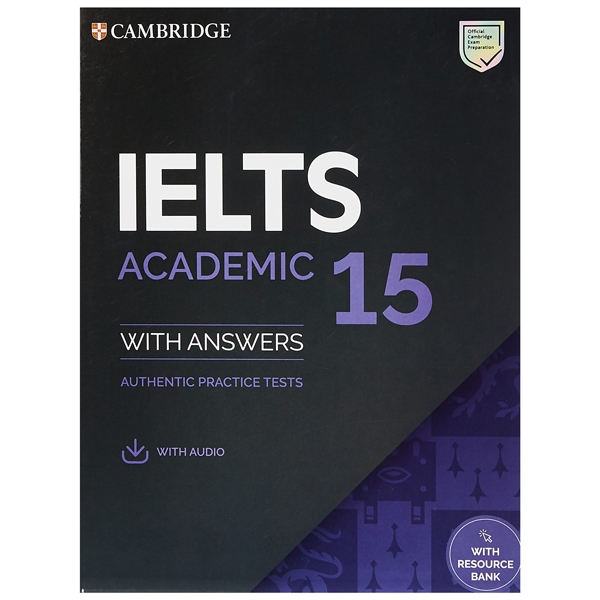 CAMBRIDGE
Official
Cambridge
Exam
Preparation
IELTS
ACADEMIC 15
WITH ANSWERS
AUTHENTIC PRACTICE TESTS
WITH AUDIO
WITH
RESOURCE
BANK